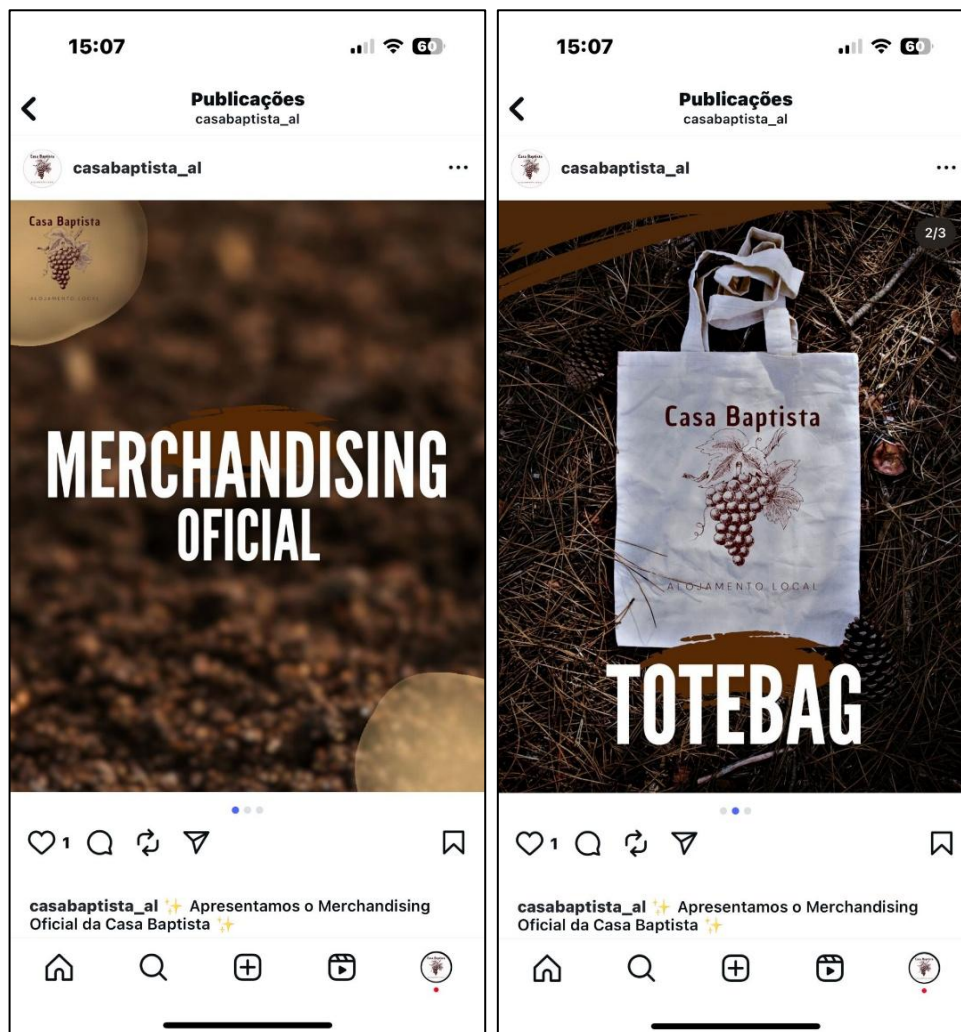 15:07
60
Publicações
casabaptista_al
casabaptista_al
Casa Baptista
ALOJAMENTO LOCAL
MERCHANDISING
OFICIAL
1
casabaptista_al ✨ Apresentamos o Merchandising
Oficial da Casa Baptista ✨
15:07
60
Publicações
casabaptista_al
casabaptista_al
2/3
Casa Baptista
ALOJAMENTO LOCAL
TOTEBAG
1
casabaptista_al ✨ Apresentamos o Merchandising
Oficial da Casa Baptista ✨